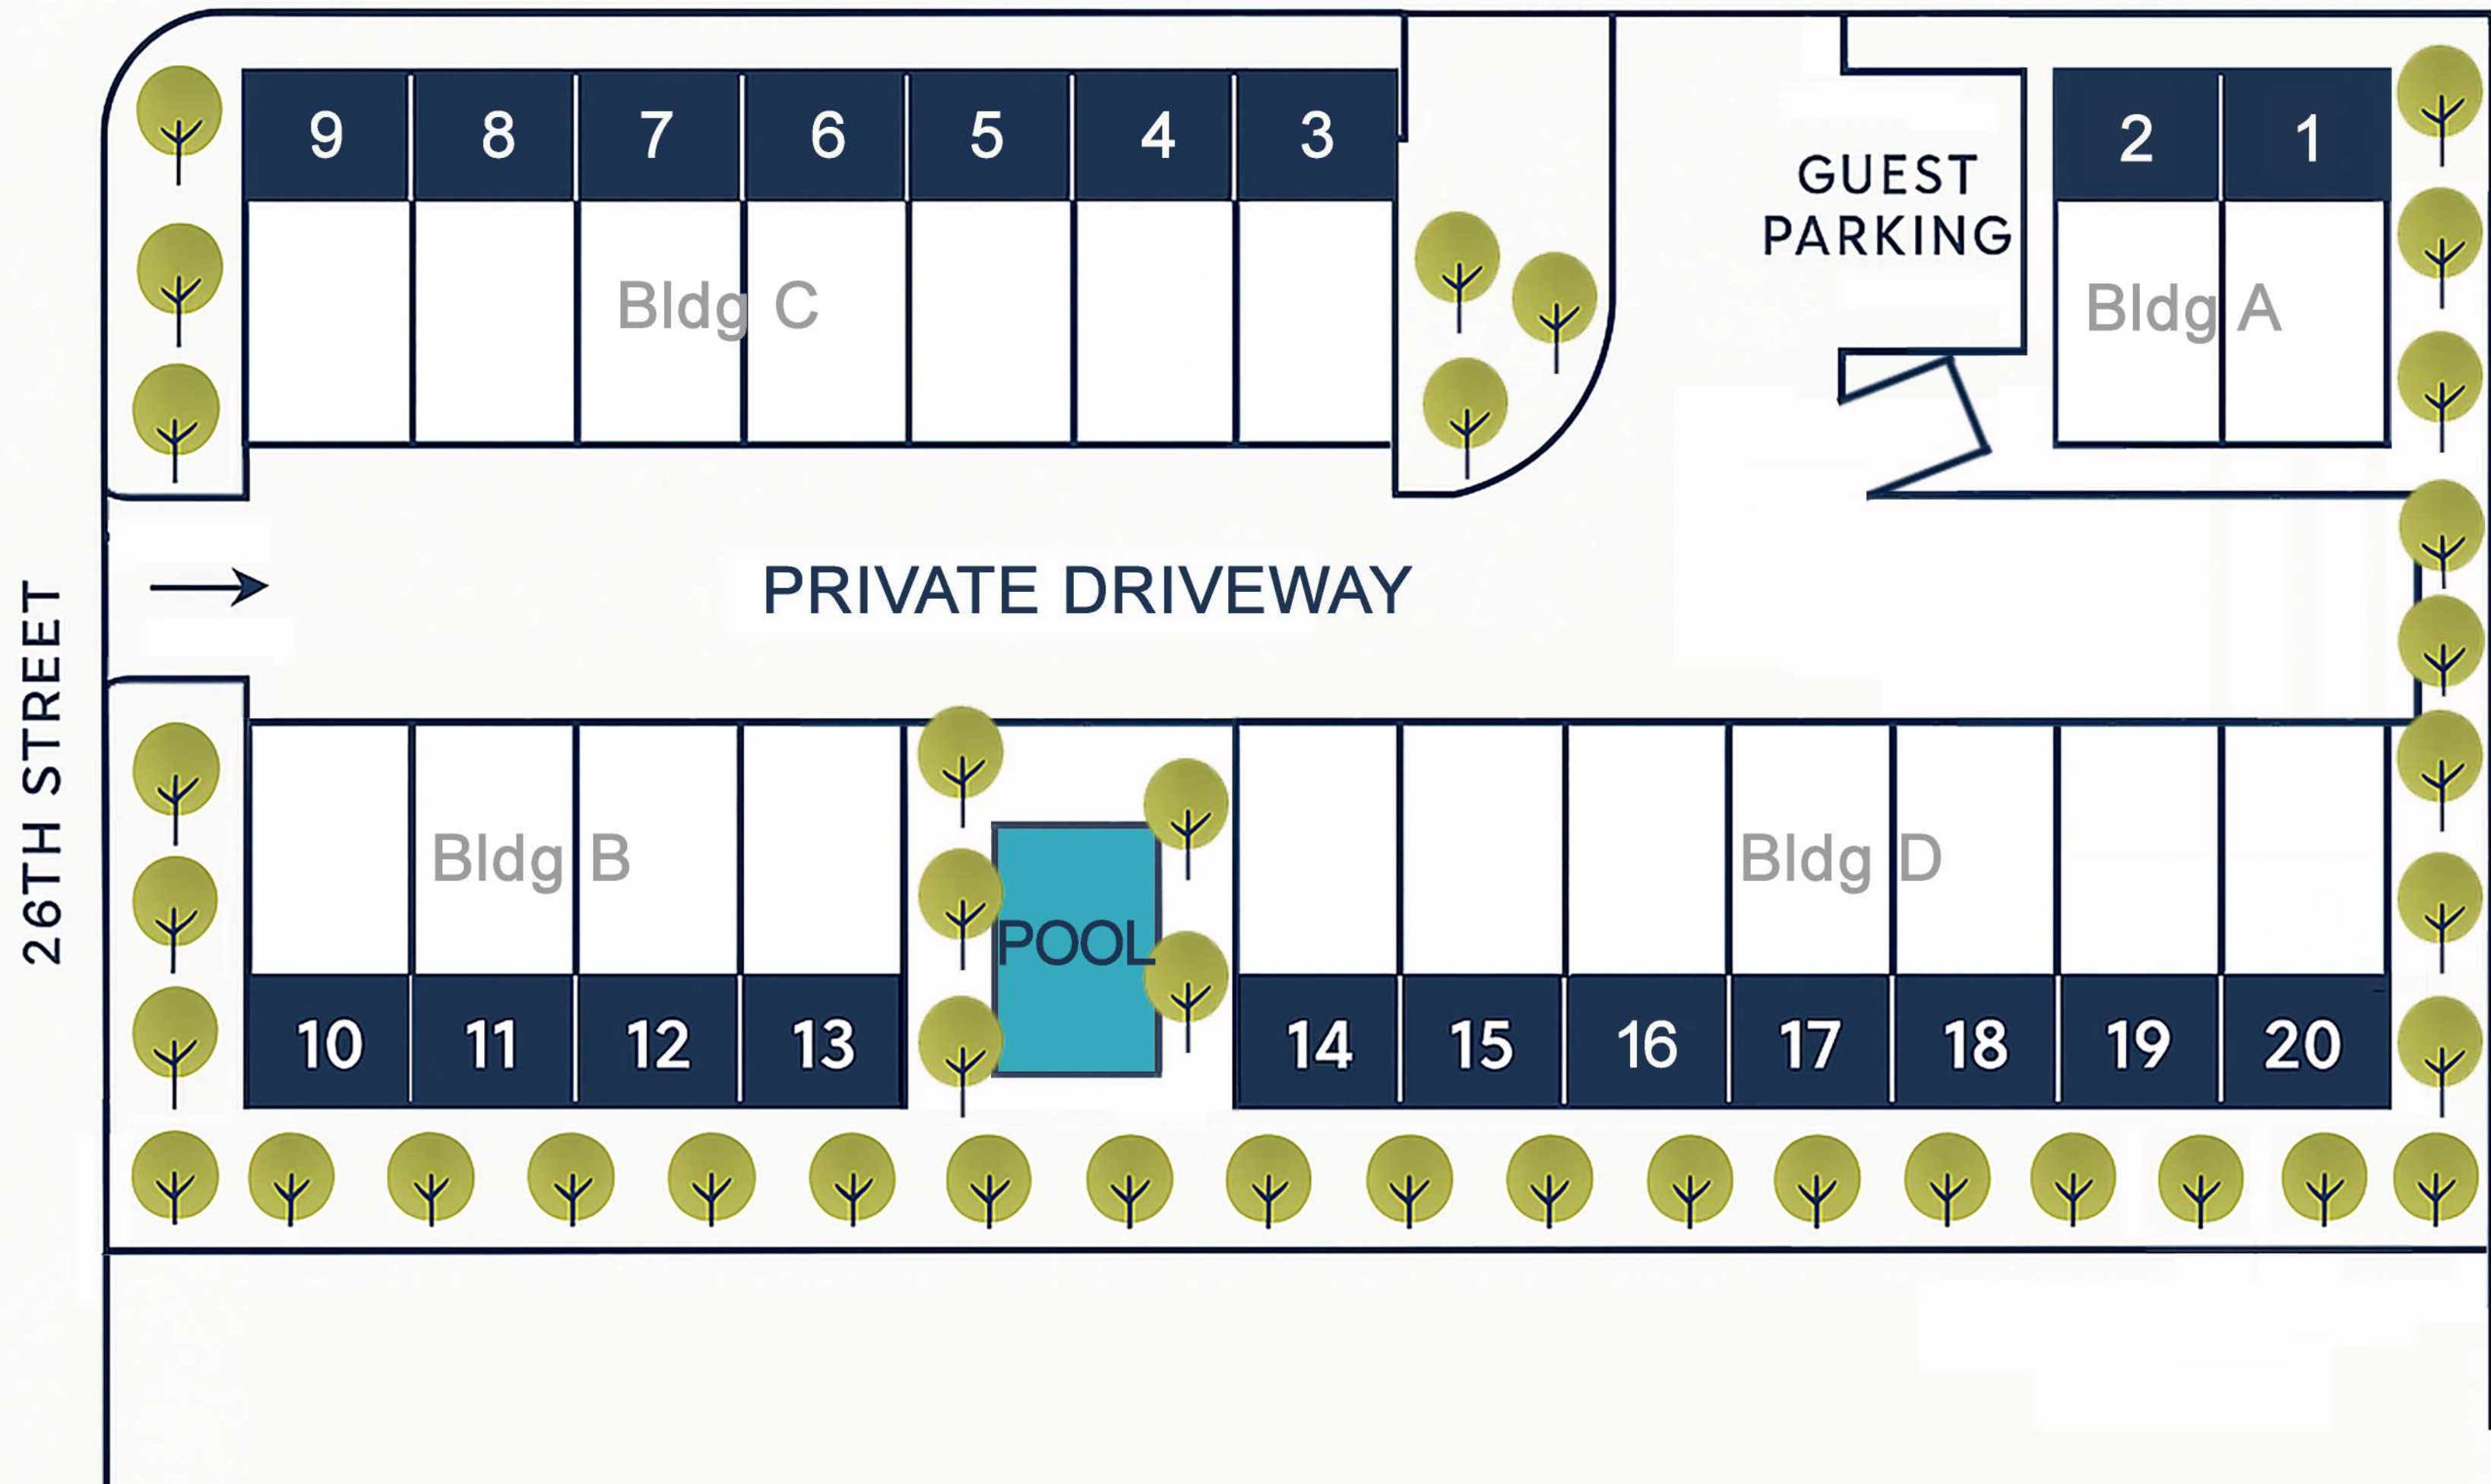 9 8 7 6 5 4 3
2 1
GUEST
PARKING
Bldg C
Bldg A
PRIVATE DRIVEWAY
26TH STREET
Bldg B
POOL
Bldg D
10 11 12 13
14 15 16 17 18 19 20